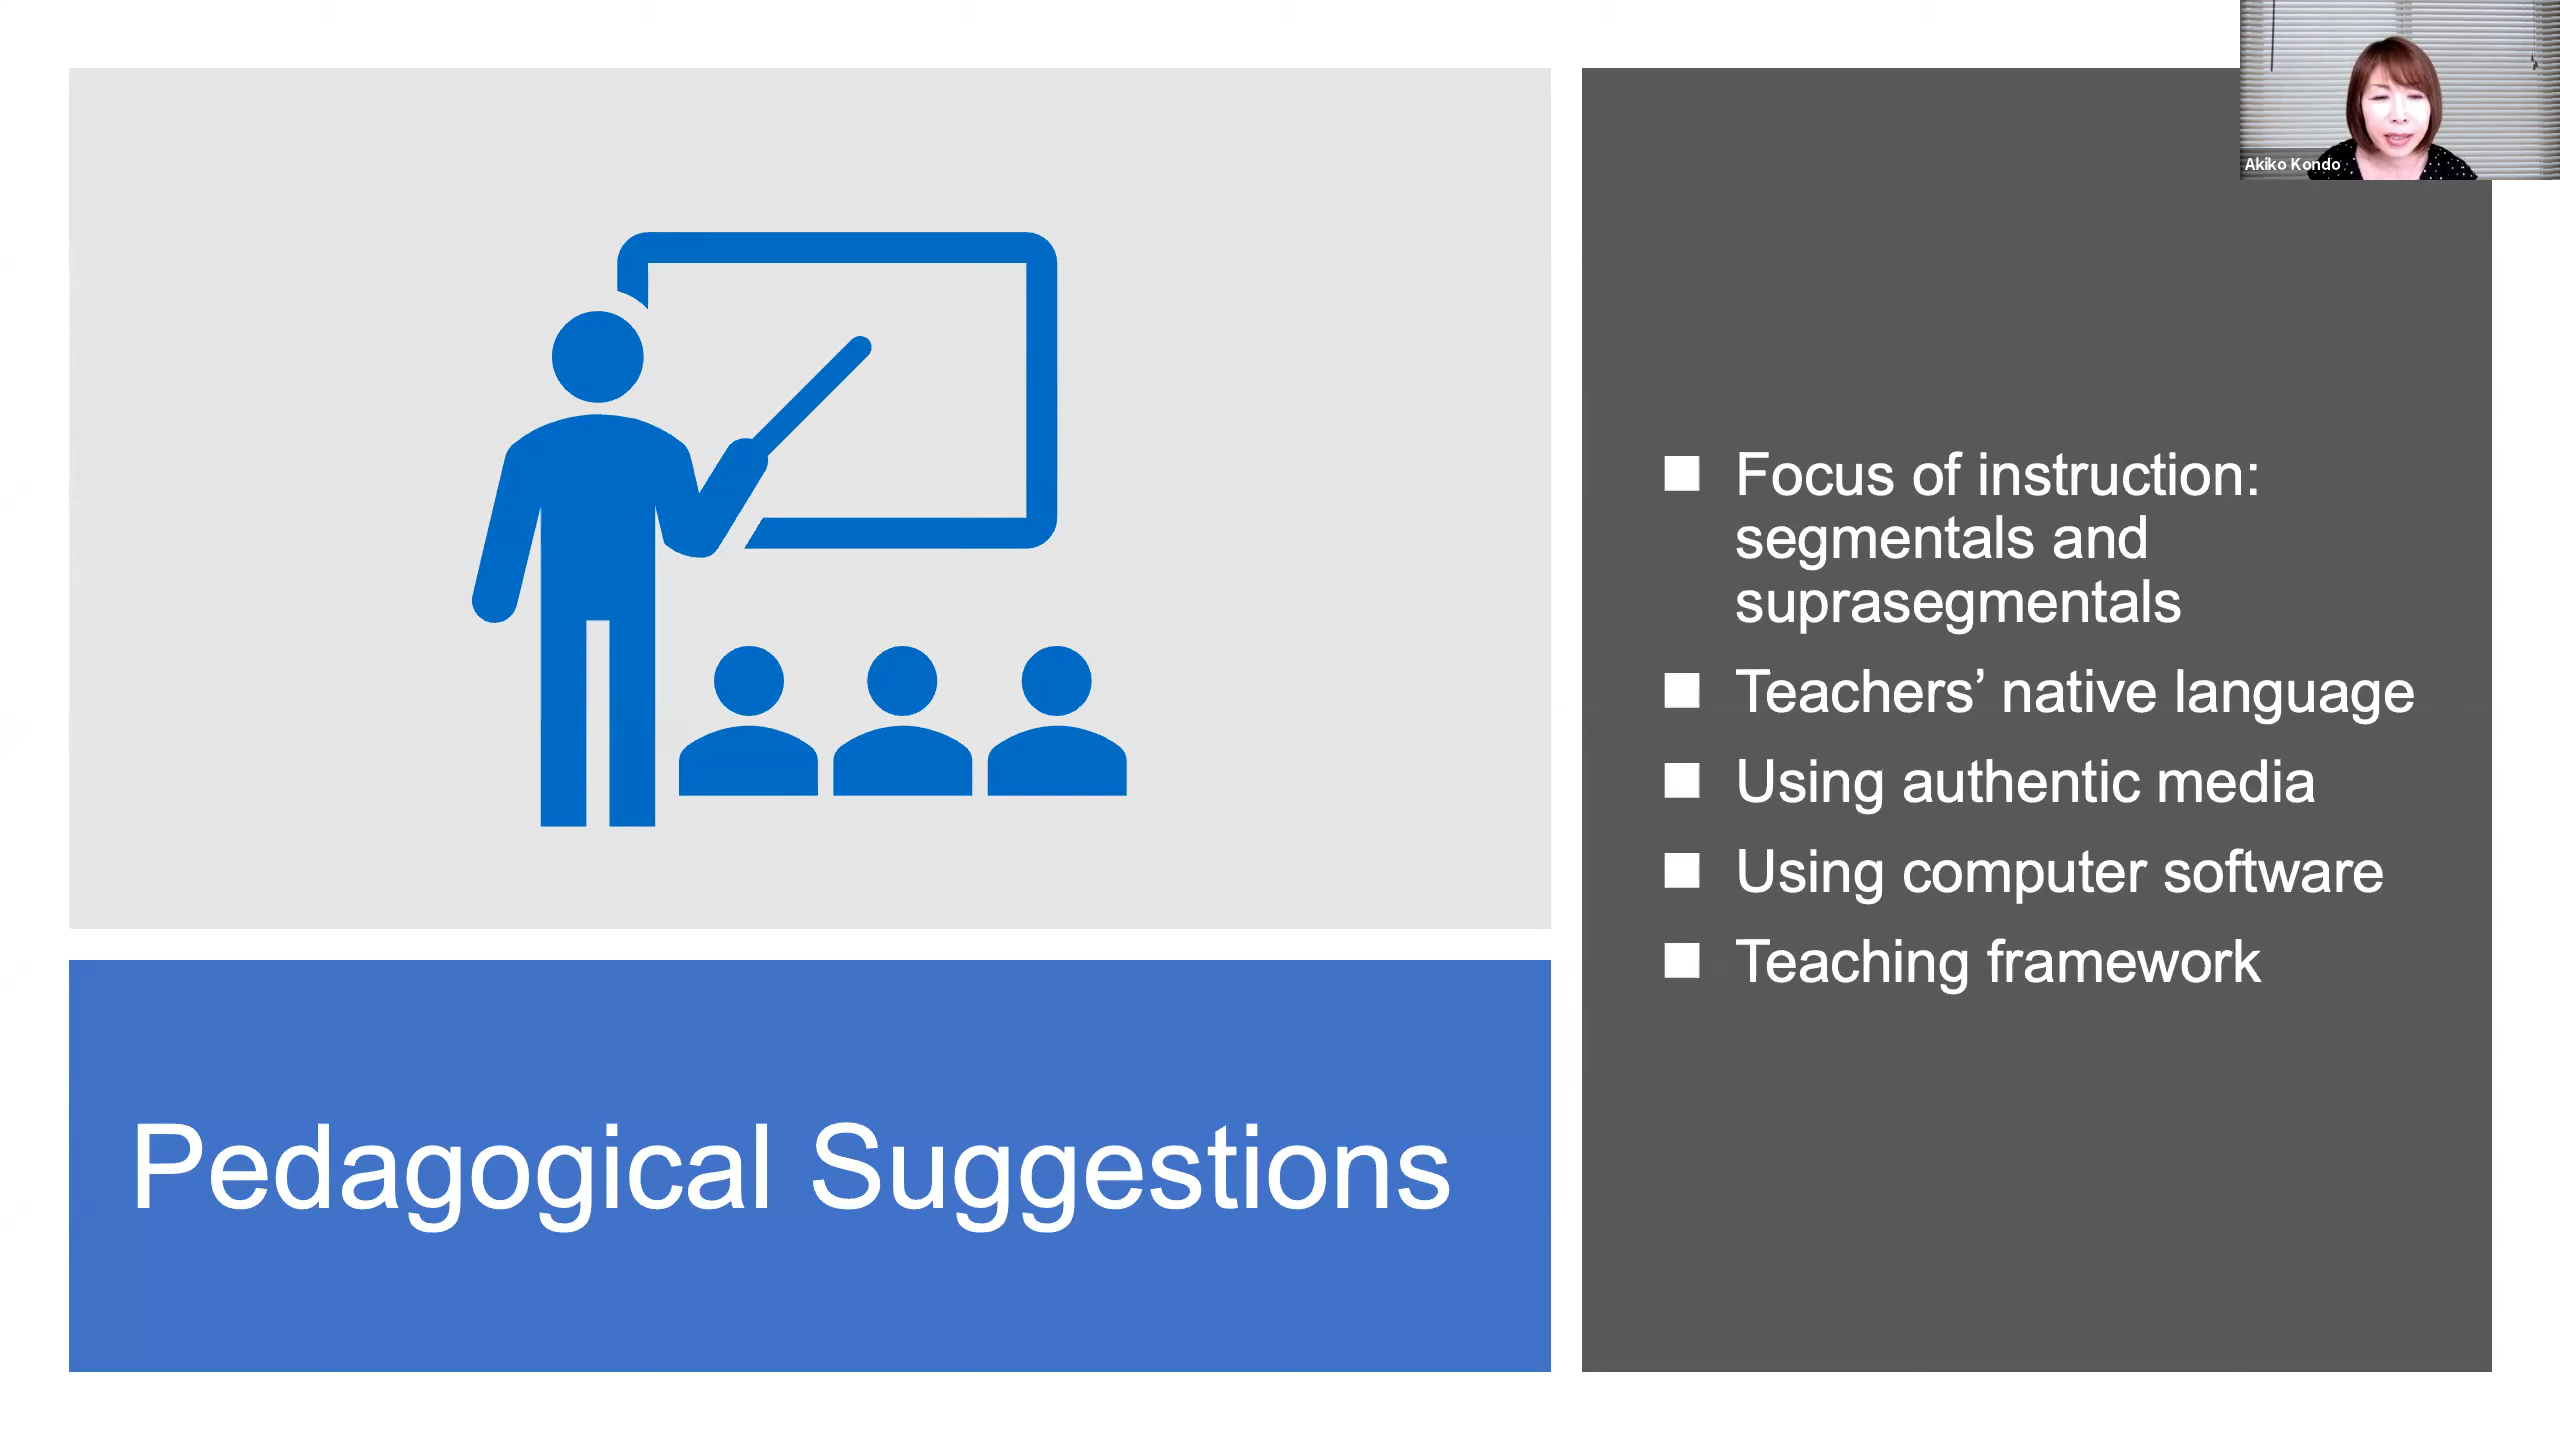 Akiko Kondo
Focus of instruction:
segmentals and
suprasegmentals
Teachers’ native language
Using authentic media
Using computer software
Teaching framework
Pedagogical Suggestions